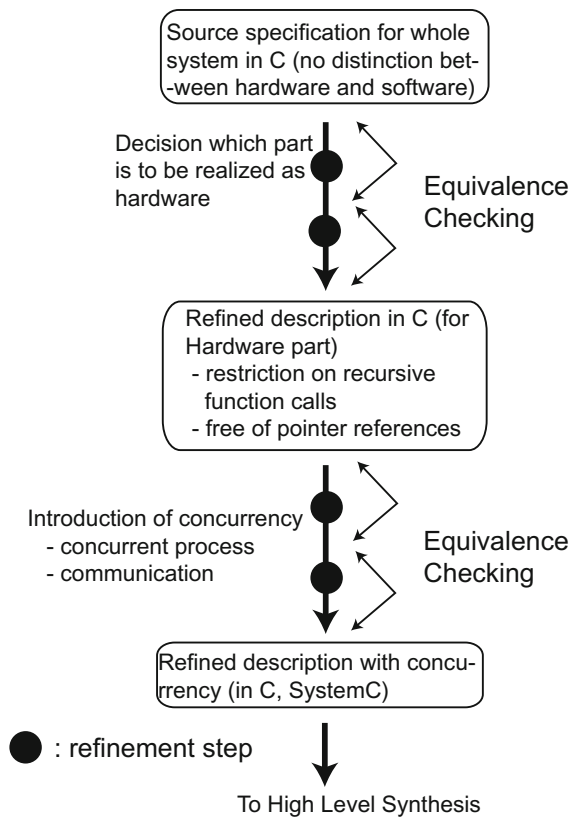 Source specification for whole
system in C (no distinction bet-
-ween hardware and software)
Decision which part
is to be realized as
hardware
Equivalence
Checking
Refined description in C (for
Hardware part)
- restriction on recursive
function calls
- free of pointer references
Introduction of concurrency
- concurrent process
- communication
Equivalence
Checking
Refined description with concu-
rrency (in C, SystemC)
: refinement step
To High Level Synthesis